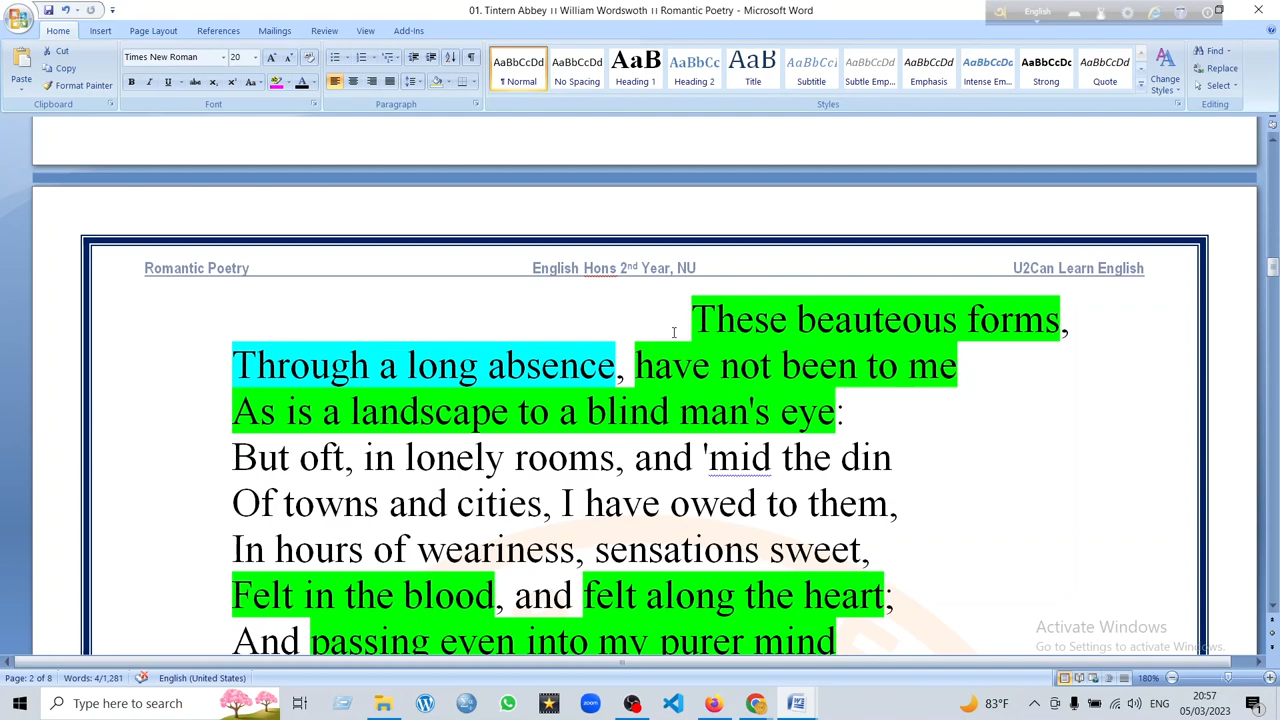 01. Tintern Abbey ıı William Wordsworth ıı Romantic Poetry - Microsoft Word
English
Home Insert Page Layout References Mailings Review View Add-Ins
Paste Cut Copy Format Painter
Times New Roman 20
AaBbCcDd AaBbCcDd AaB AaBbCc AaB AaBbCcL AaBbCcDd AaBbCcDd AaBbCcDd AaBbCcDd AaBbCcDd
¶ Normal No Spacing Heading 1 Heading 2 Title Subtitle Subtle Emp... Emphasis Intense Em... Strong Quote
Change Styles
Find Replace Select
Clipboard Font Paragraph Styles Editing
Romantic Poetry English Hons 2nd Year, NU U2Can Learn English
These beauteous forms,
Through a long absence, have not been to me
As is a landscape to a blind man's eye:
But oft, in lonely rooms, and 'mid the din
Of towns and cities, I have owed to them,
In hours of weariness, sensations sweet,
Felt in the blood, and felt along the heart;
And passing even into my purer mind
Activate Windows
Go to Settings to activate Windows.
Page: 2 of 8 Words: 4/1,281 English (United States) 180%
Type here to search 83°F ENG 20:57
05/03/2023